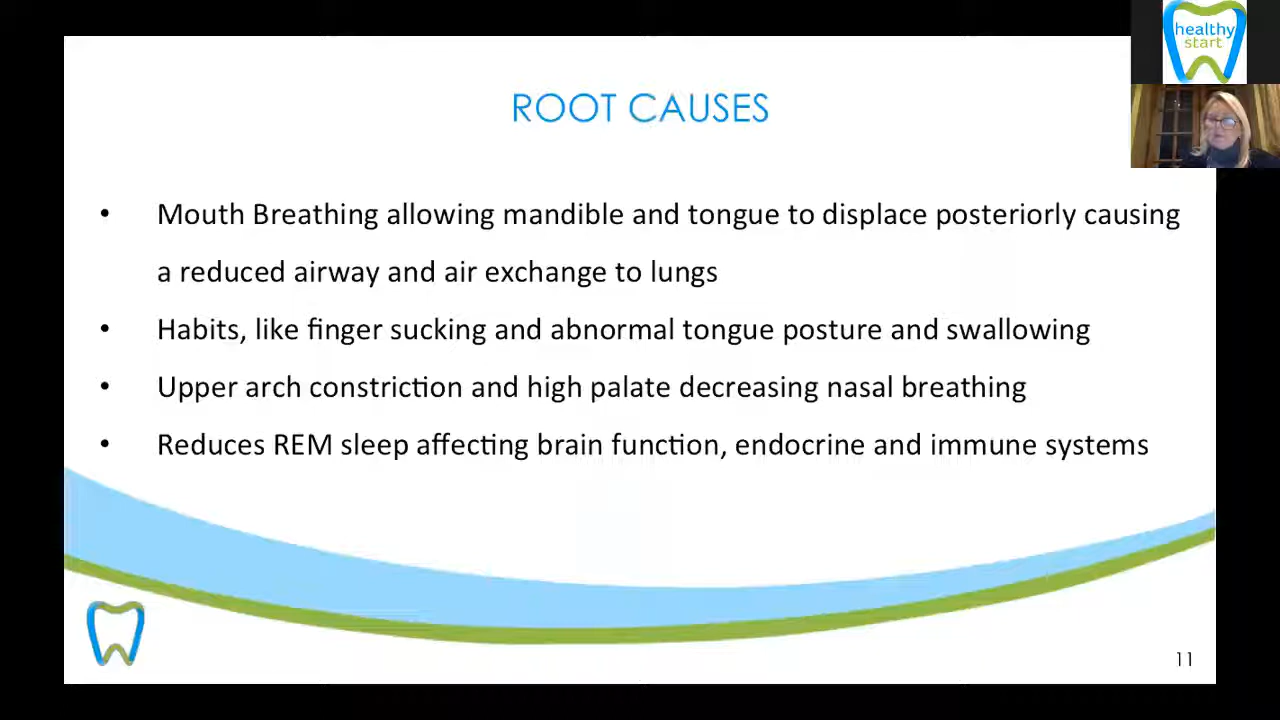 healthy
start
ROOT CAUSES
• Mouth Breathing allowing mandible and tongue to displace posteriorly causing
a reduced airway and air exchange to lungs
• Habits, like finger sucking and abnormal tongue posture and swallowing
• Upper arch constriction and high palate decreasing nasal breathing
• Reduces REM sleep affecting brain function, endocrine and immune systems
11